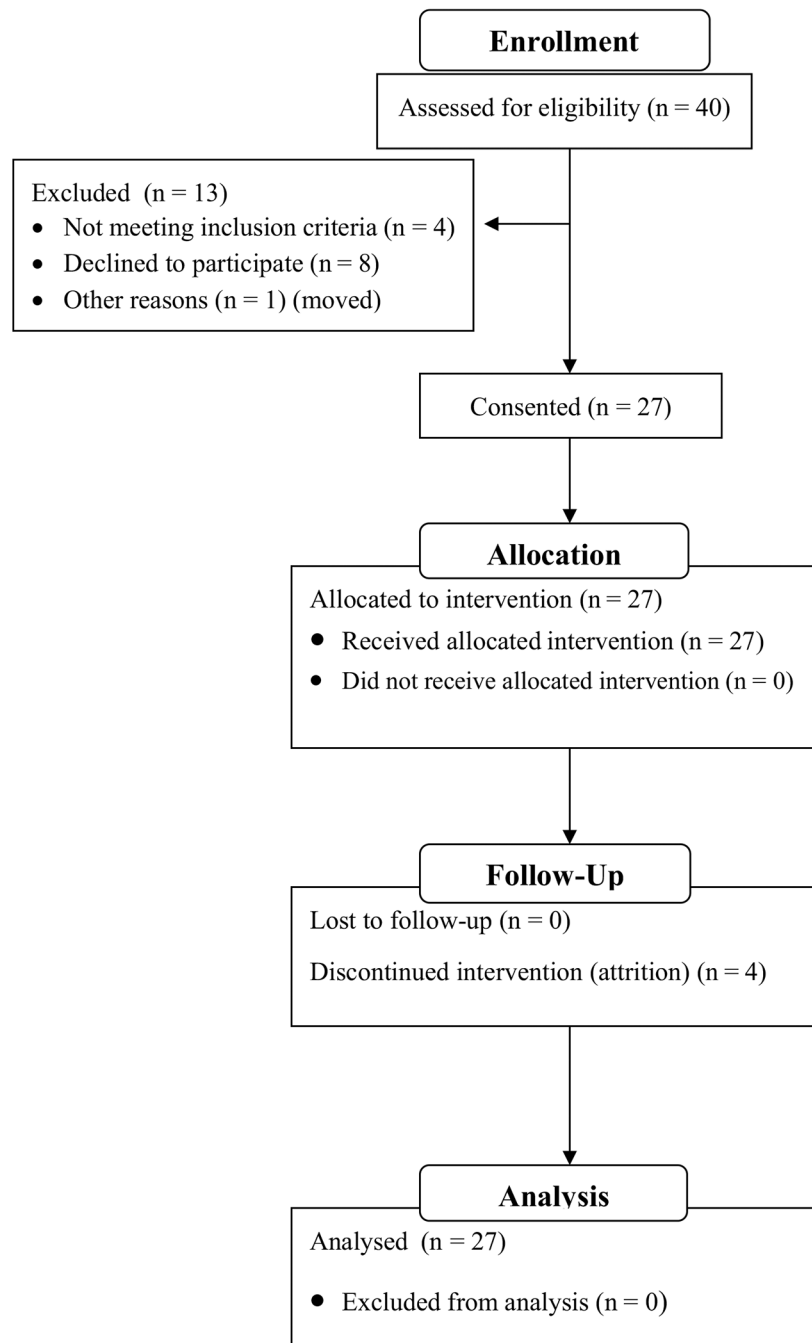 Enrollment
Assessed for eligibility (n = 40)
Excluded (n = 13)
• Not meeting inclusion criteria (n = 4)
• Declined to participate (n = 8)
• Other reasons (n = 1) (moved)
Consented (n = 27)
Allocation
Allocated to intervention (n = 27)
• Received allocated intervention (n = 27)
• Did not receive allocated intervention (n = 0)
Follow-Up
Lost to follow-up (n = 0)
Discontinued intervention (attrition) (n = 4)
Analysis
Analysed (n = 27)
• Excluded from analysis (n = 0)